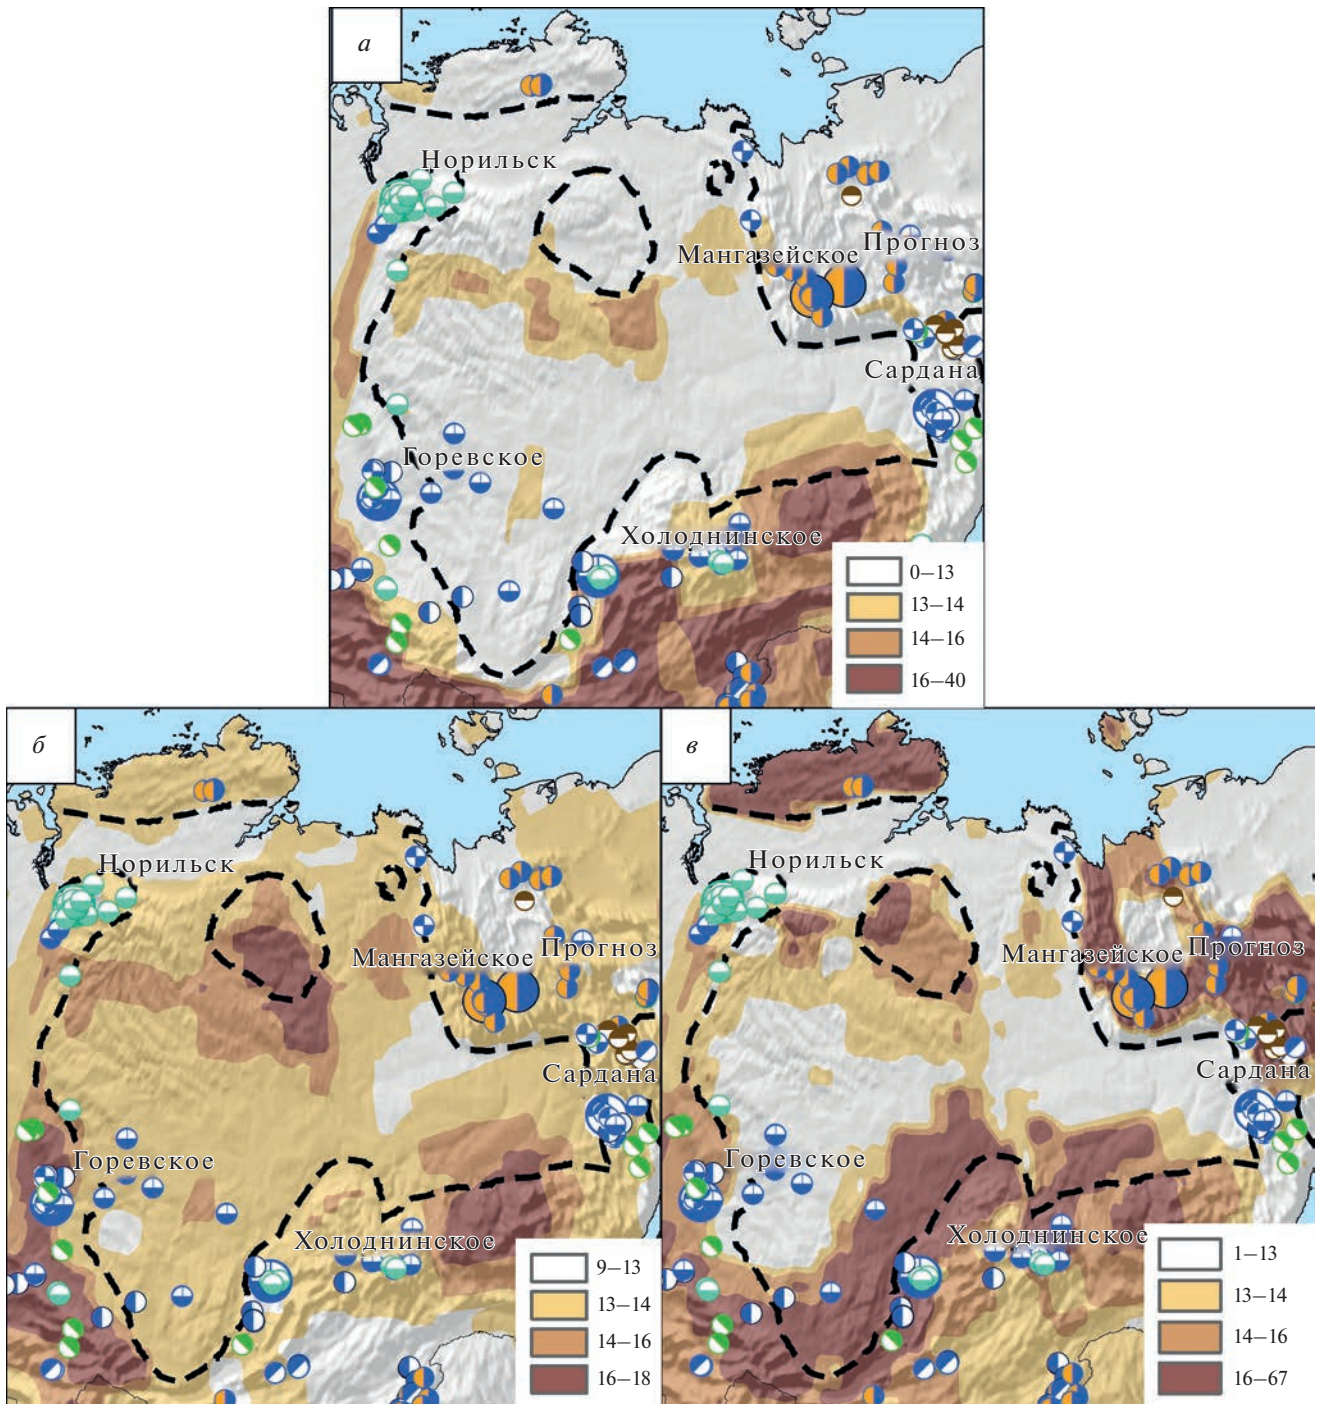 а
Норильск
Мангазейское
Прогноз
Сардана
Горевское
Холоднинское
0–13
13–14
14–16
16–40
б
Норильск
Мангазейское
Прогноз
Сардана
Горевское
Холоднинское
9–13
13–14
14–16
16–18
в
Норильск
Мангазейское
Прогноз
Сардана
Горевское
Холоднинское
1–13
13–14
14–16
16–67